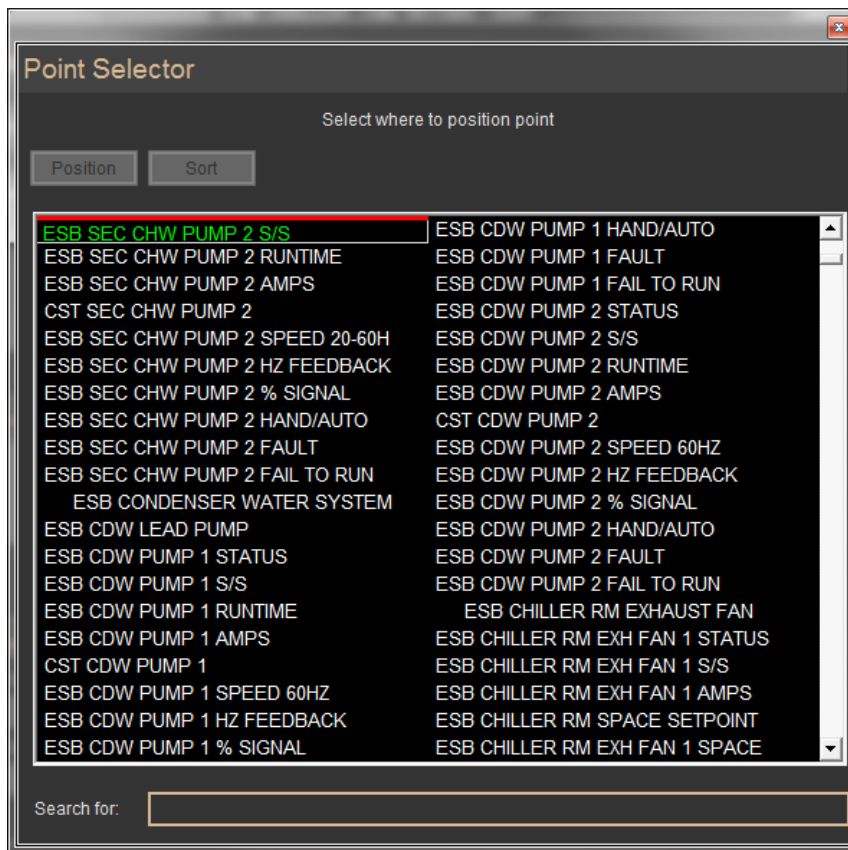 Point Selector
Select where to position point
Position
Sort
ESB SEC CHW PUMP 2 S/S
ESB SEC CHW PUMP 2 RUNTIME
ESB SEC CHW PUMP 2 AMPS
CST SEC CHW PUMP 2
ESB SEC CHW PUMP 2 SPEED 20-60H
ESB SEC CHW PUMP 2 HZ FEEDBACK
ESB SEC CHW PUMP 2 % SIGNAL
ESB SEC CHW PUMP 2 HAND/AUTO
ESB SEC CHW PUMP 2 FAULT
ESB SEC CHW PUMP 2 FAIL TO RUN
ESB CONDENSER WATER SYSTEM
ESB CDW LEAD PUMP
ESB CDW PUMP 1 STATUS
ESB CDW PUMP 1 S/S
ESB CDW PUMP 1 RUNTIME
ESB CDW PUMP 1 AMPS
CST CDW PUMP 1
ESB CDW PUMP 1 SPEED 60HZ
ESB CDW PUMP 1 HZ FEEDBACK
ESB CDW PUMP 1 % SIGNAL
ESB CDW PUMP 1 HAND/AUTO
ESB CDW PUMP 1 FAULT
ESB CDW PUMP 1 FAIL TO RUN
ESB CDW PUMP 2 STATUS
ESB CDW PUMP 2 S/S
ESB CDW PUMP 2 RUNTIME
ESB CDW PUMP 2 AMPS
CST CDW PUMP 2
ESB CDW PUMP 2 SPEED 60HZ
ESB CDW PUMP 2 HZ FEEDBACK
ESB CDW PUMP 2 % SIGNAL
ESB CDW PUMP 2 HAND/AUTO
ESB CDW PUMP 2 FAULT
ESB CDW PUMP 2 FAIL TO RUN
ESB CHILLER RM EXHAUST FAN
ESB CHILLER RM EXH FAN 1 STATUS
ESB CHILLER RM EXH FAN 1 S/S
ESB CHILLER RM EXH FAN 1 AMPS
ESB CHILLER RM SPACE SETPOINT
ESB CHILLER RM EXH FAN 1 SPACE
Search for: